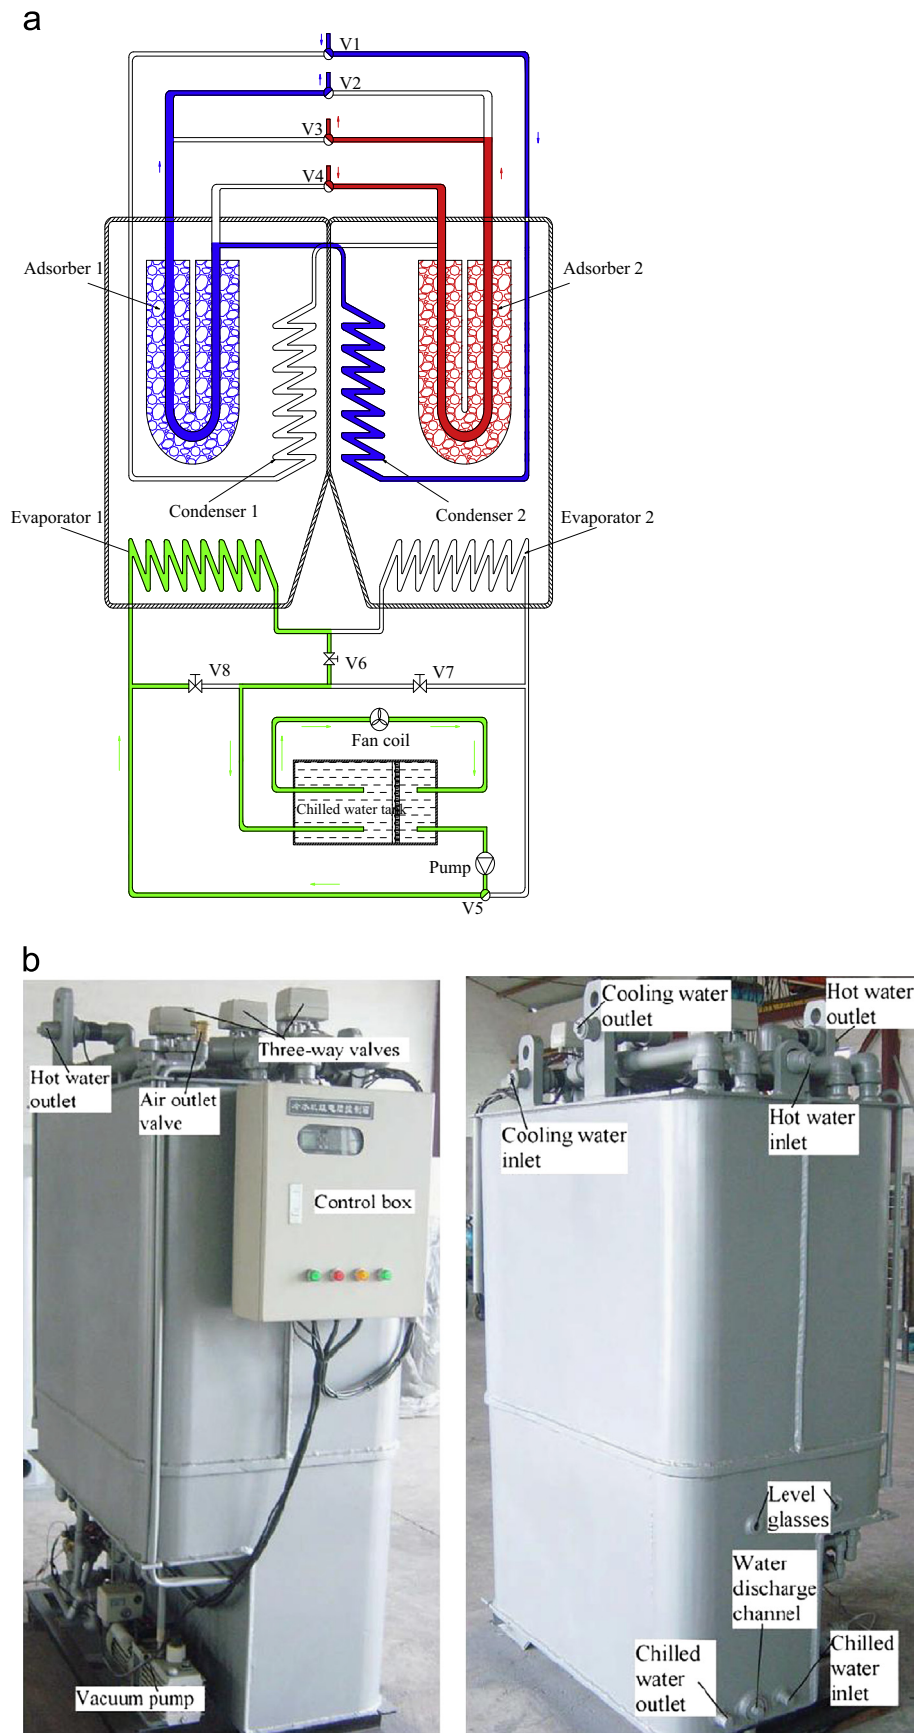 a
V1
V2
V3
V4
Adsorber 1
Adsorber 2
Condenser 1
Condenser 2
Evaporator 1
Evaporator 2
V6
V8
V7
Fan coil
Chilled water tank
Pump
V5
b
Hot water
outlet
Three-way valves
Air outlet
valve
Control box
Vacuum pump
Cooling water
outlet
Hot water
outlet
Cooling water
inlet
Hot water
inlet
Level
glasses
Water
discharge
channel
Chilled
water
outlet
Chilled
water
inlet